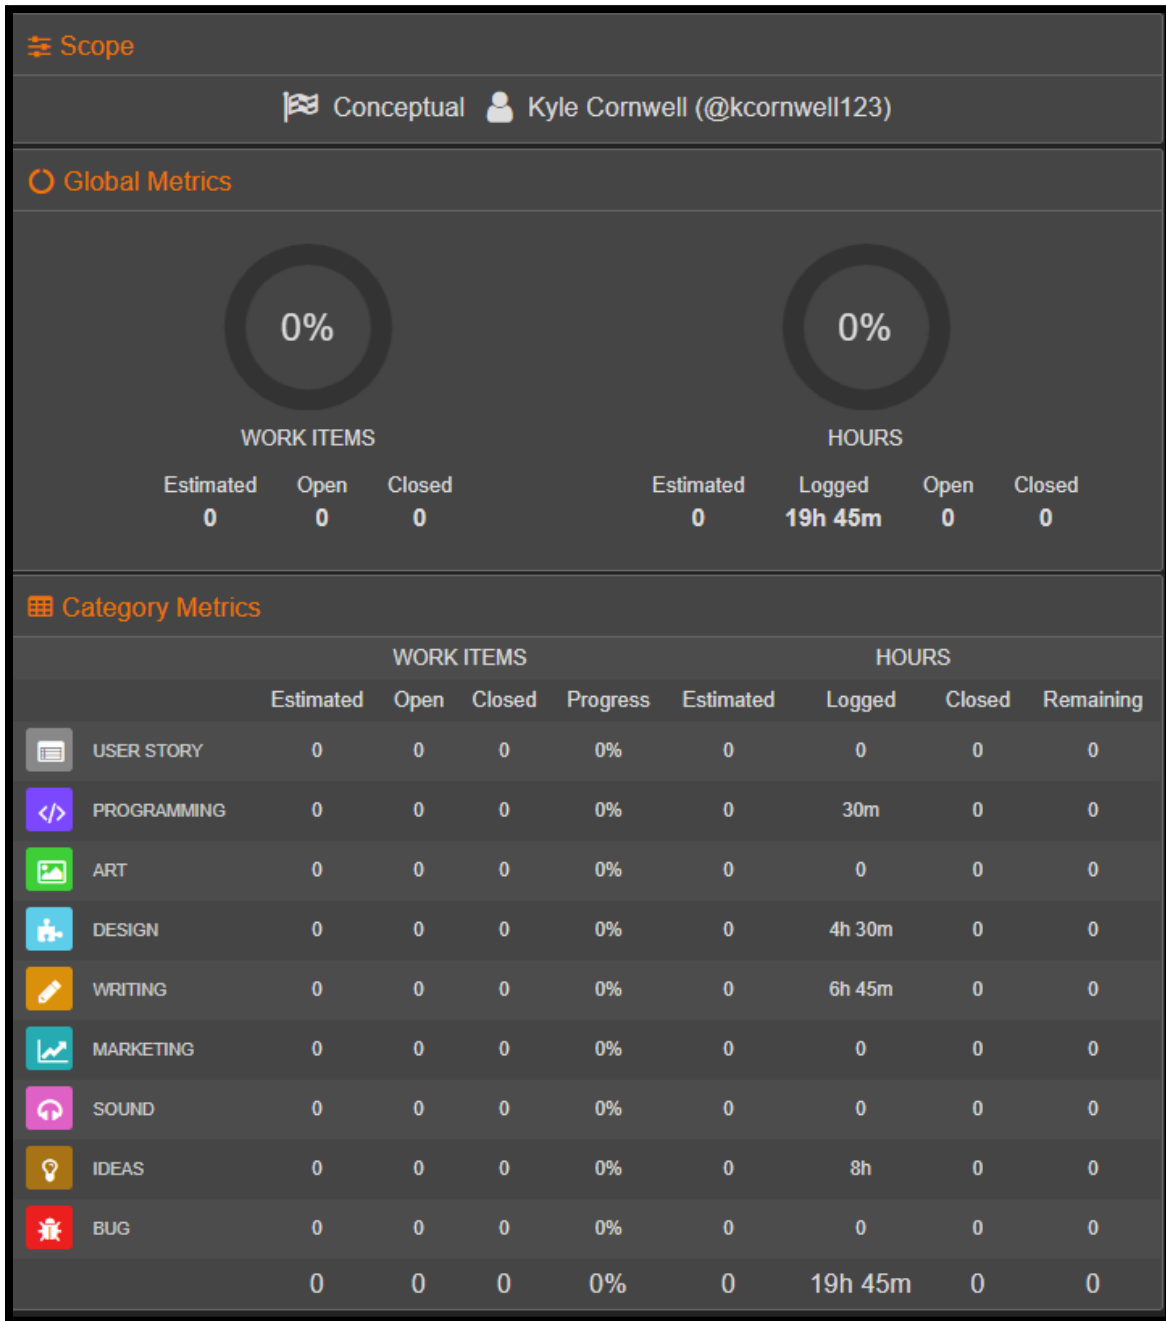 Scope
Conceptual Kyle Cornwell (@kcornwell123)
Global Metrics
0% 0%
WORK ITEMS HOURS
Estimated Open Closed Estimated Logged Open Closed
0 0 0 0 19h 45m 0 0
Category Metrics
WORK ITEMS HOURS
Estimated Open Closed Progress Estimated Logged Closed Remaining
USER STORY 0 0 0 0% 0 0 0 0
PROGRAMMING 0 0 0 0% 0 30m 0 0
ART 0 0 0 0% 0 0 0 0
DESIGN 0 0 0 0% 0 4h 30m 0 0
WRITING 0 0 0 0% 0 6h 45m 0 0
MARKETING 0 0 0 0% 0 0 0 0
SOUND 0 0 0 0% 0 0 0 0
IDEAS 0 0 0 0% 0 8h 0 0
BUG 0 0 0 0% 0 0 0 0
0 0 0 0% 0 19h 45m 0 0